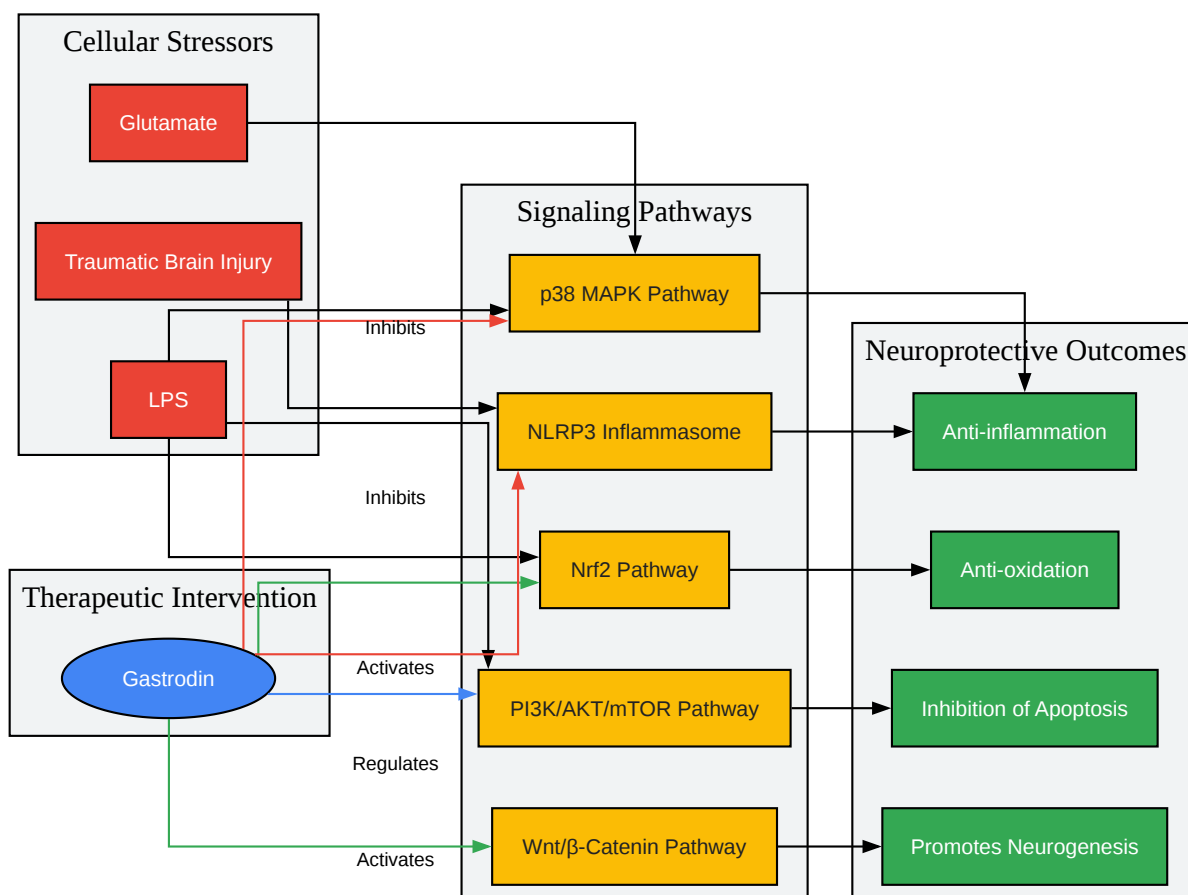 Cellular Stressors
Glutamate
Traumatic Brain Injury
LPS
Therapeutic Intervention
Gastrodin
Inhibits
Inhibits
Activates
Regulates
Activates
Signaling Pathways
p38 MAPK Pathway
NLRP3 Inflammasome
Nrf2 Pathway
PI3K/AKT/mTOR Pathway
Wnt/β-Catenin Pathway
Neuroprotective Outcomes
Anti-inflammation
Anti-oxidation
Inhibition of Apoptosis
Promotes Neurogenesis